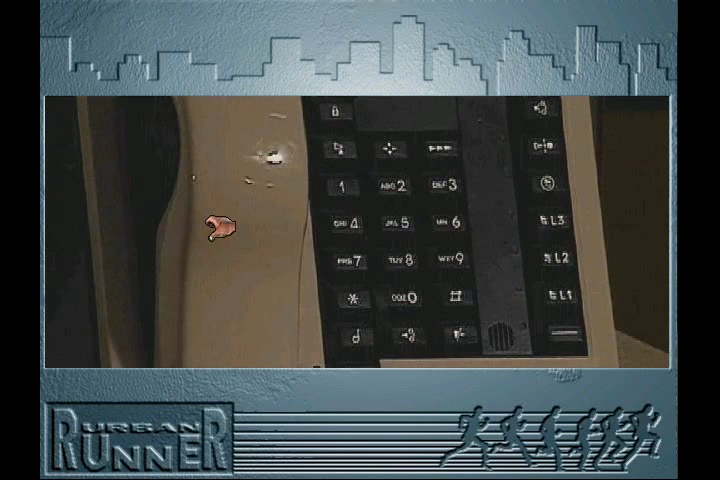 1 ABC 2 DEF 3
GHI 4 JKL 5 MN 6 L3
PRS 7 TUV 8 WXY 9 L2
* OQZ 0 # L1
URBAN
RUNNER